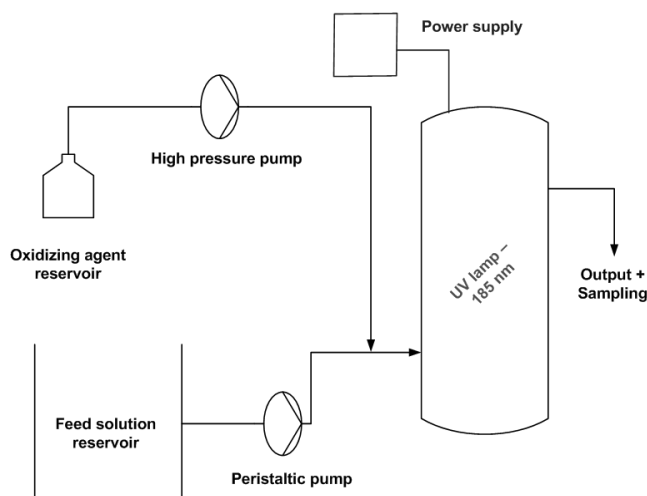 Power supply
High pressure pump
Oxidizing agent
reservoir
UV lamp –
185 nm
Output +
Sampling
Feed solution
reservoir
Peristaltic pump